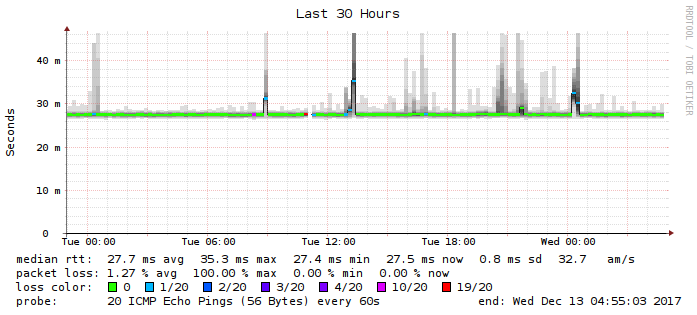 Last 30 Hours
RRDTOOL / TOBI OETIKER
Seconds
40 m
30 m
20 m
10 m
0
Tue 00:00 Tue 06:00 Tue 12:00 Tue 18:00 Wed 00:00
median rtt: 27.7 ms avg 35.3 ms max 27.4 ms min 27.5 ms now 0.8 ms sd 32.7 am/s
packet loss: 1.27 % avg 100.00 % max 0.00 % min 0.00 % now
loss color: 0 1/20 2/20 3/20 4/20 10/20 19/20
probe: 20 ICMP Echo Pings (56 Bytes) every 60s end: Wed Dec 13 04:55:03 2017